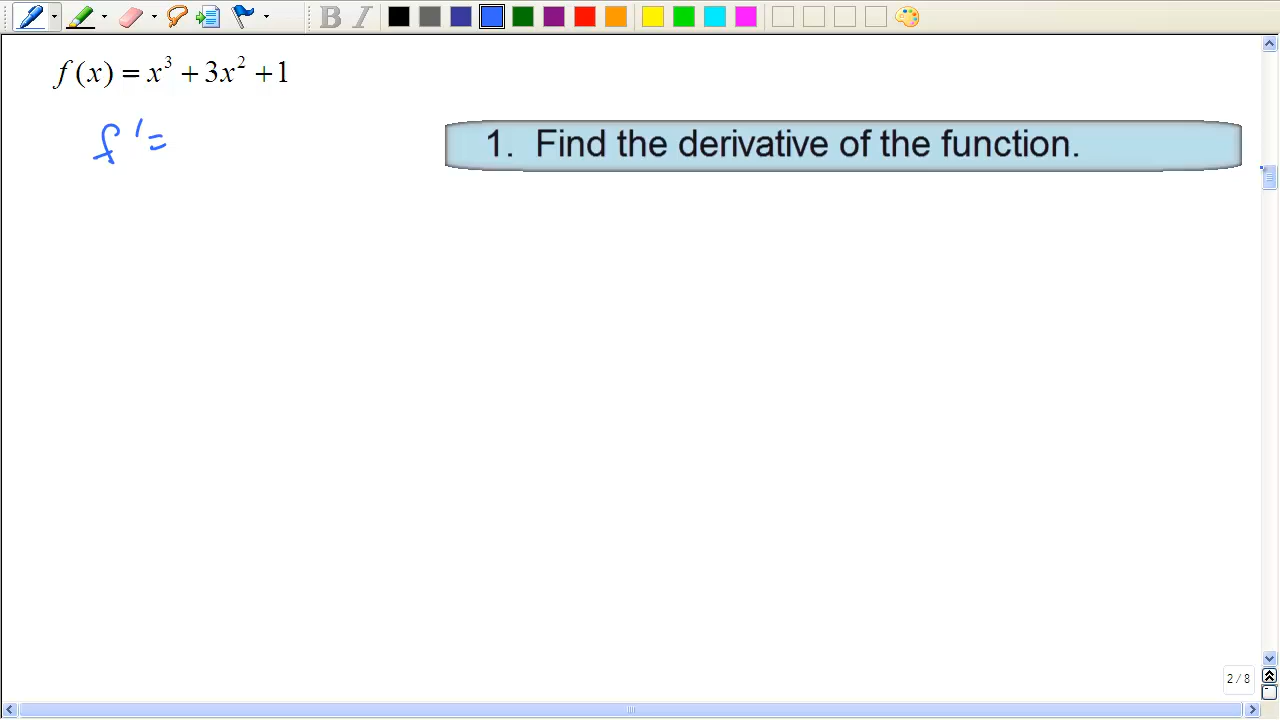 B I
f(x) = x³ + 3x² + 1
f' =
1. Find the derivative of the function.
2/8